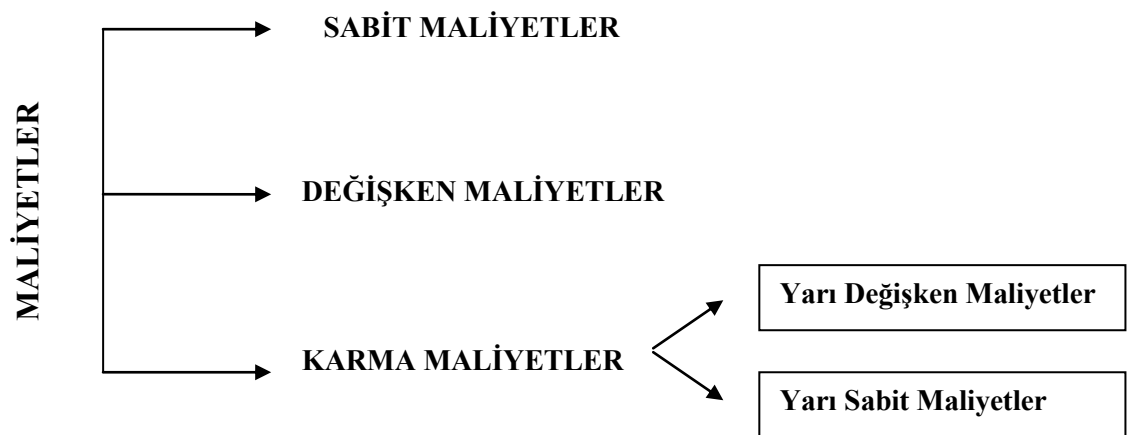 MALİYETLER
SABİT MALİYETLER
DEĞİŞKEN MALİYETLER
KARMA MALİYETLER
Yarı Değişken Maliyetler
Yarı Sabit Maliyetler